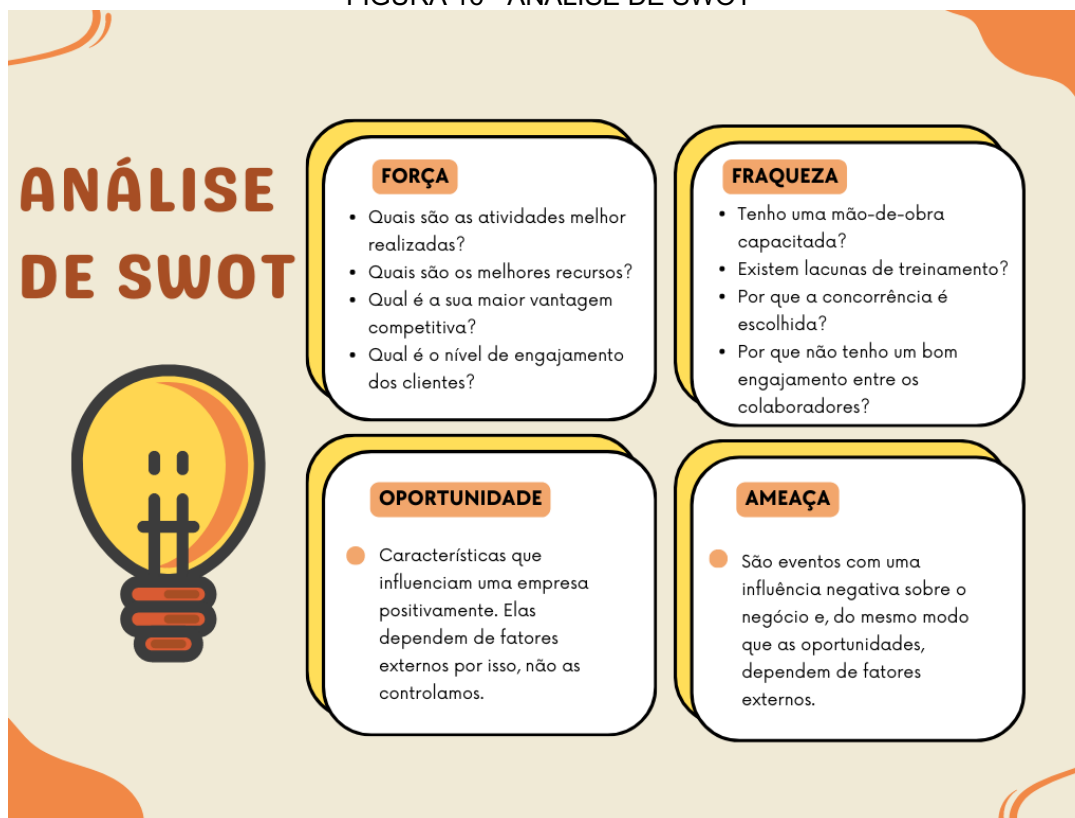 ANÁLISE DE SWOT
ANÁLISE
DE SWOT
FORÇA
• Quais são as atividades melhor
realizadas?
• Quais são os melhores recursos?
• Qual é a sua maior vantagem
competitiva?
• Qual é o nível de engajamento
dos clientes?
FRAQUEZA
• Tenho uma mão-de-obra
capacitada?
• Existem lacunas de treinamento?
• Por que a concorrência é
escolhida?
• Por que não tenho um bom
engajamento entre os
colaboradores?
OPORTUNIDADE
Características que
influenciam uma empresa
positivamente. Elas
dependem de fatores
externos por isso, não as
controlamos.
AMEAÇA
São eventos com uma
influência negativa sobre o
negócio e, do mesmo modo
que as oportunidades,
dependem de fatores
externos.